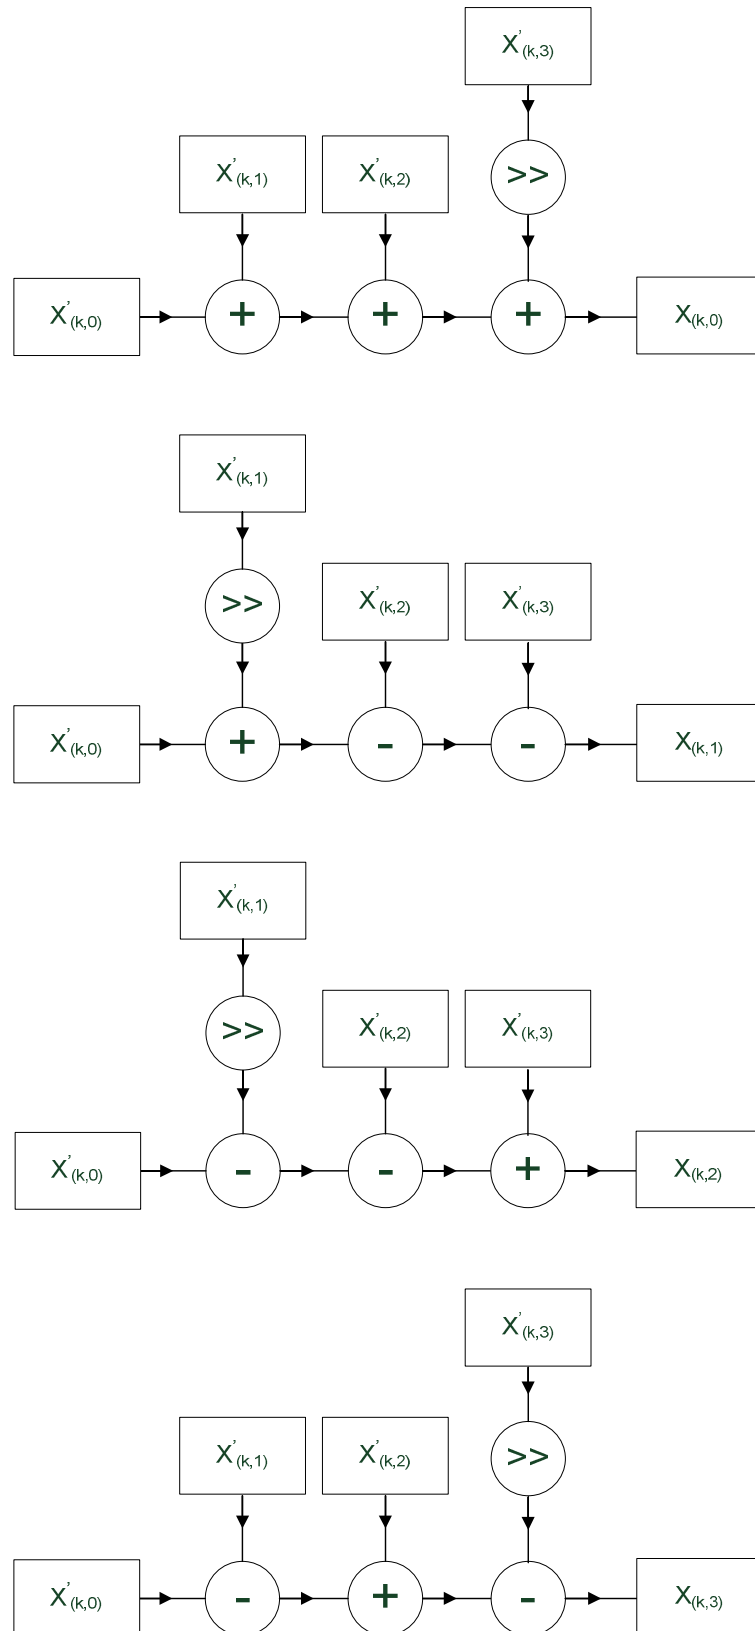 X'(k,3)
>>
X'(k,1) X'(k,2)
X'(k,0) + + + X(k,0)
X'(k,1)
>>
X'(k,2) X'(k,3)
X'(k,0) + - - X(k,1)
X'(k,1)
>>
X'(k,2) X'(k,3)
X'(k,0) - - + X(k,2)
X'(k,3)
X'(k,1) X'(k,2) >>
X'(k,0) - + - X(k,3)